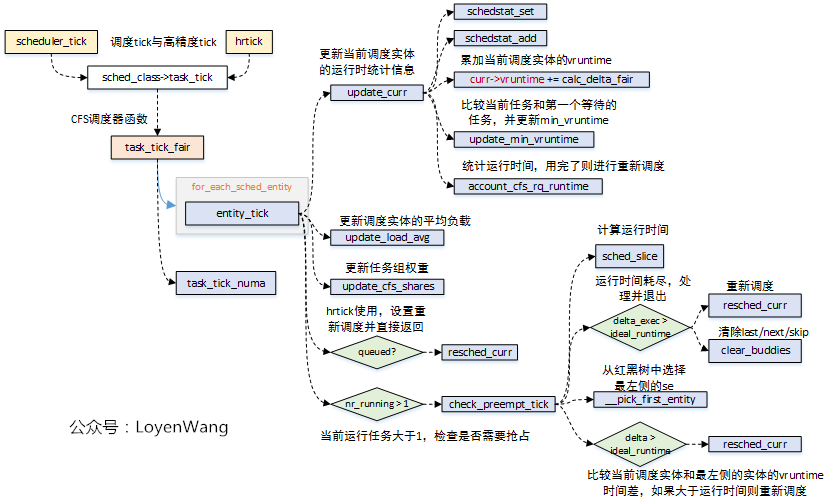 scheduler_tick
调度tick与高精度tick
hrtick
sched_class->task_tick
CFS调度器函数
task_tick_fair
for_each_sched_entity
entity_tick
task_tick_numa
更新当前调度实体
的运行时统计信息
update_curr
schedstat_set
schedstat_add
累加当前调度实体的vruntime
curr->vruntime += calc_delta_fair
比较当前任务和第一个等待的
任务，并更新min_vruntime
update_min_vruntime
统计运行时间，用完了则进行重新调度
account_cfs_rq_runtime
更新调度实体的平均负载
update_load_avg
更新任务组权重
update_cfs_shares
hrtick使用，设置重
新调度并直接返回
queued?
resched_curr
nr_running > 1
check_preempt_tick
当前运行任务大于1，检查是否需要抢占
计算运行时间
sched_slice
运行时间耗尽，处
理并退出
delta_exec >
ideal_runtime
重新调度
resched_curr
清除last/next/skip
clear_buddies
从红黑树中选择
最左侧的se
__pick_first_entity
delta >
ideal_runtime
resched_curr
比较当前调度实体和最左侧的实体的vruntime
时间差，如果大于运行时间则重新调度
公众号：LoyenWang